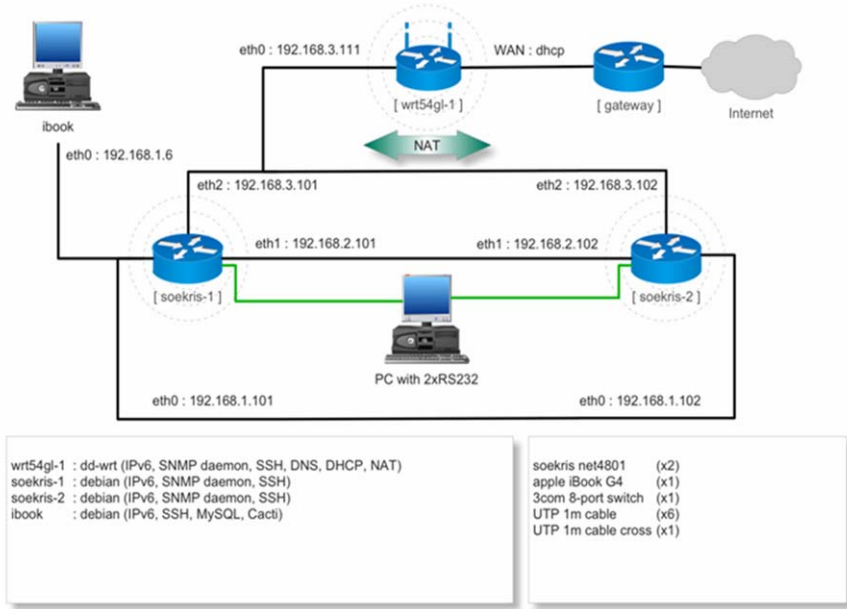 eth0 : 192.168.3.111
WAN : dhcp
[ wrt54gl-1 ]
[ gateway ]
Internet
ibook
NAT
eth0 : 192.168.1.6
eth2 : 192.168.3.101
eth2 : 192.168.3.102
eth1 : 192.168.2.101
eth1 : 192.168.2.102
[ soekris-1 ]
[ soekris-2 ]
PC with 2xRS232
eth0 : 192.168.1.101
eth0 : 192.168.1.102
wrt54gl-1 : dd-wrt (IPv6, SNMP daemon, SSH, DNS, DHCP, NAT)
soekris-1 : debian (IPv6, SNMP daemon, SSH)
soekris-2 : debian (IPv6, SNMP daemon, SSH)
ibook : debian (IPv6, SSH, MySQL, Cacti)
soekris net4801 (x2)
apple iBook G4 (x1)
3com 8-port switch (x1)
UTP 1m cable (x6)
UTP 1m cable cross (x1)